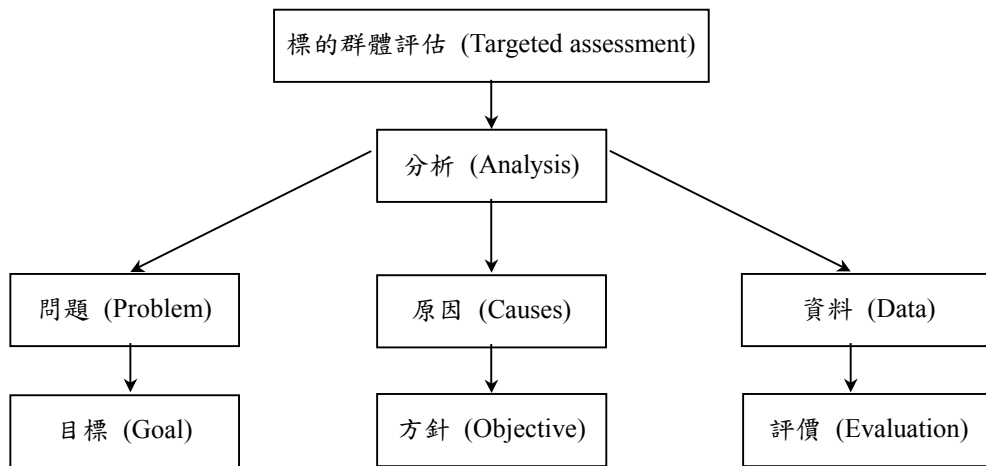 標的群體評估 (Targeted assessment)
分析 (Analysis)
問題 (Problem)
原因 (Causes)
資料 (Data)
目標 (Goal)
方針 (Objective)
評價 (Evaluation)